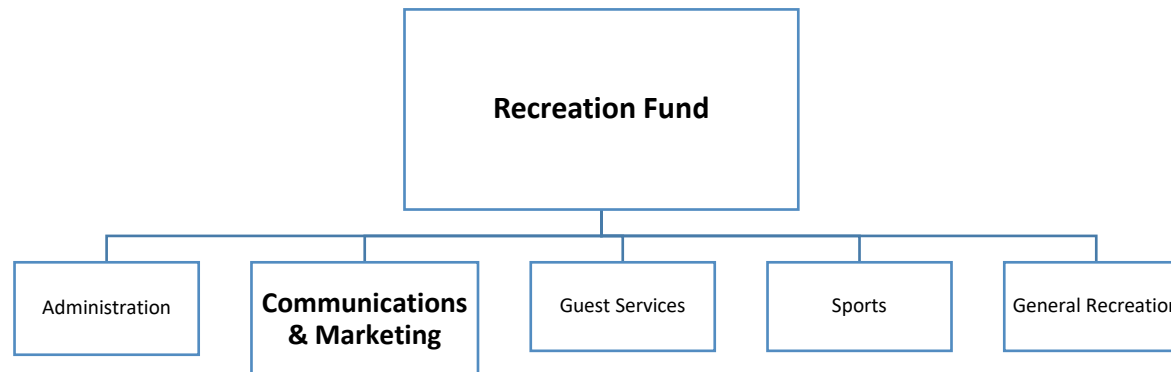 Recreation Fund
Administration
Communications
& Marketing
Guest Services
Sports
General Recreation